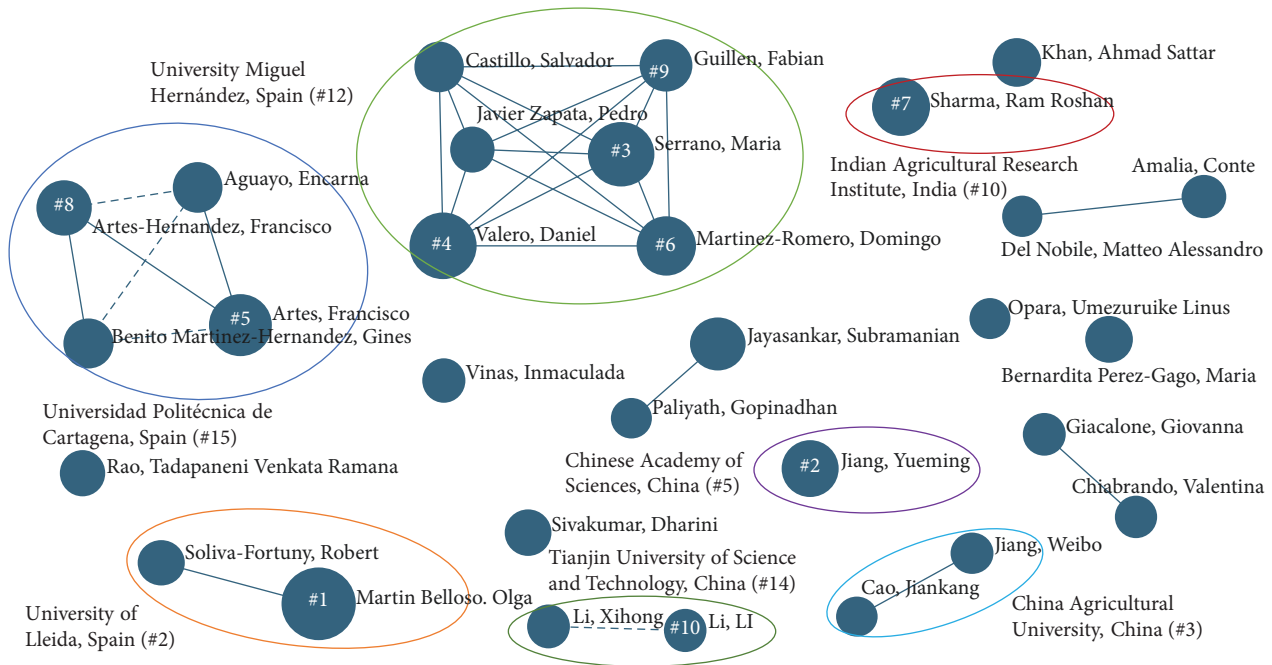 University Miguel
Hernández, Spain (#12)
Castillo, Salvador
Guillen, Fabian
#9
Javier Zapata, Pedro
#3
Serrano, Maria
#4
Valero, Daniel
#6
Martinez-Romero, Domingo
Khan, Ahmad Sattar
#7
Sharma, Ram Roshan
Indian Agricultural Research
Institute, India (#10)
Amalia, Conte
Del Nobile, Matteo Alessandro
Aguayo, Encarna
#8
Artes-Hernandez, Francisco
#5
Artes, Francisco
Benito Martinez-Hernandez, Gines
Universidad Politécnica de
Cartagena, Spain (#15)
Rao, Tadapaneni Venkata Ramana
Vinas, Inmaculada
Jayasankar, Subramanian
Paliyath, Gopinadhan
Opara, Umezuruike Linus
Bernardita Perez-Gago, Maria
Giacalone, Giovanna
Chiabrando, Valentina
Chinese Academy of
Sciences, China (#5)
#2
Jiang, Yueming
Soliva-Fortuny, Robert
#1
Martin Belloso. Olga
University of
Lleida, Spain (#2)
Sivakumar, Dharini
Tianjin University of Science
and Technology, China (#14)
Li, Xihong
#10
Li, LI
Jiang, Weibo
Cao, Jiankang
China Agricultural
University, China (#3)